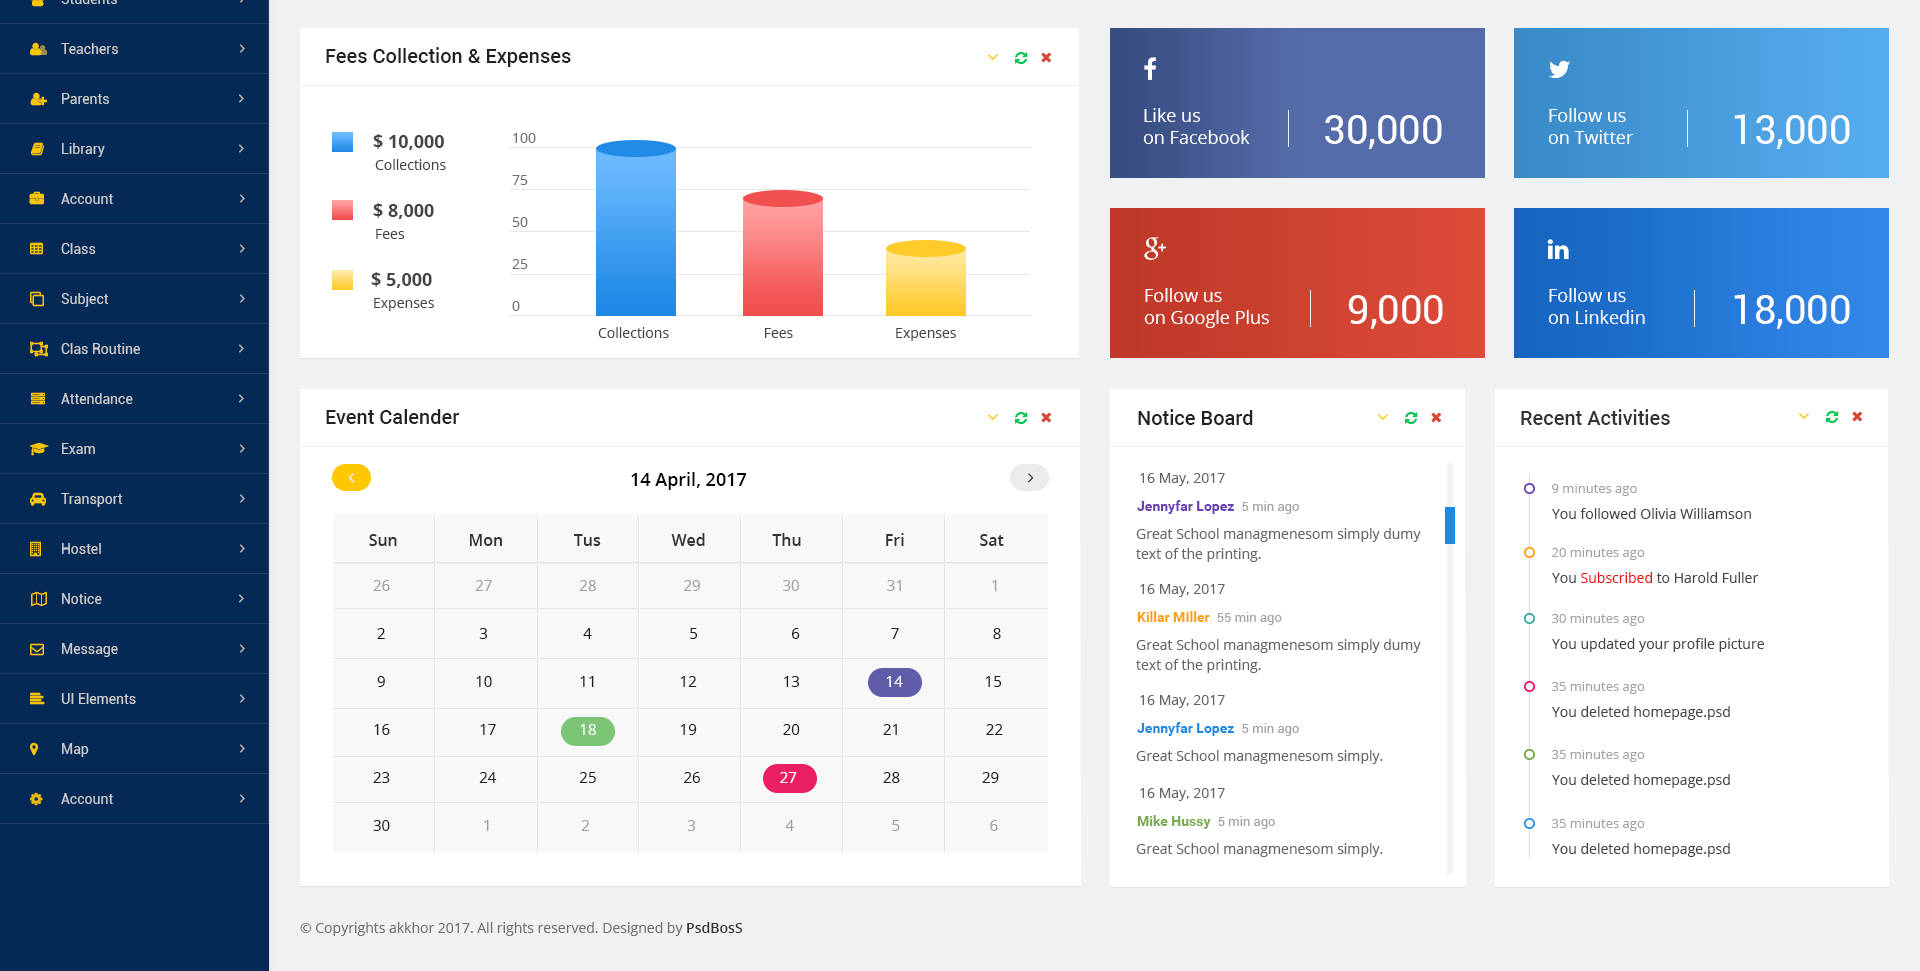 Students
Teachers
Parents
Library
Account
Class
Subject
Clas Routine
Attendance
Exam
Transport
Hostel
Notice
Message
UI Elements
Map
Account
Fees Collection & Expenses
$ 10,000
Collections
$ 8,000
Fees
$ 5,000
Expenses
100
75
50
25
0
Collections Fees Expenses
Like us
on Facebook
30,000
Follow us
on Twitter
13,000
Follow us
on Google Plus
9,000
Follow us
on Linkedin
18,000
Event Calender
14 April, 2017
Sun Mon Tus Wed Thu Fri Sat
26 27 28 29 30 31 1
2 3 4 5 6 7 8
9 10 11 12 13 14 15
16 17 18 19 20 21 22
23 24 25 26 27 28 29
30 1 2 3 4 5 6
Notice Board
16 May, 2017
Jennyfar Lopez 5 min ago
Great School managmenesom simply dumy
text of the printing.
16 May, 2017
Killar MIller 55 min ago
Great School managmenesom simply dumy
text of the printing.
16 May, 2017
Jennyfar Lopez 5 min ago
Great School managmenesom simply.
16 May, 2017
Mike Hussy 5 min ago
Great School managmenesom simply.
Recent Activities
9 minutes ago
You followed Olivia Williamson
20 minutes ago
You Subscribed to Harold Fuller
30 minutes ago
You updated your profile picture
35 minutes ago
You deleted homepage.psd
35 minutes ago
You deleted homepage.psd
35 minutes ago
You deleted homepage.psd
© Copyrights akkhor 2017. All rights reserved. Designed by PsdBosS